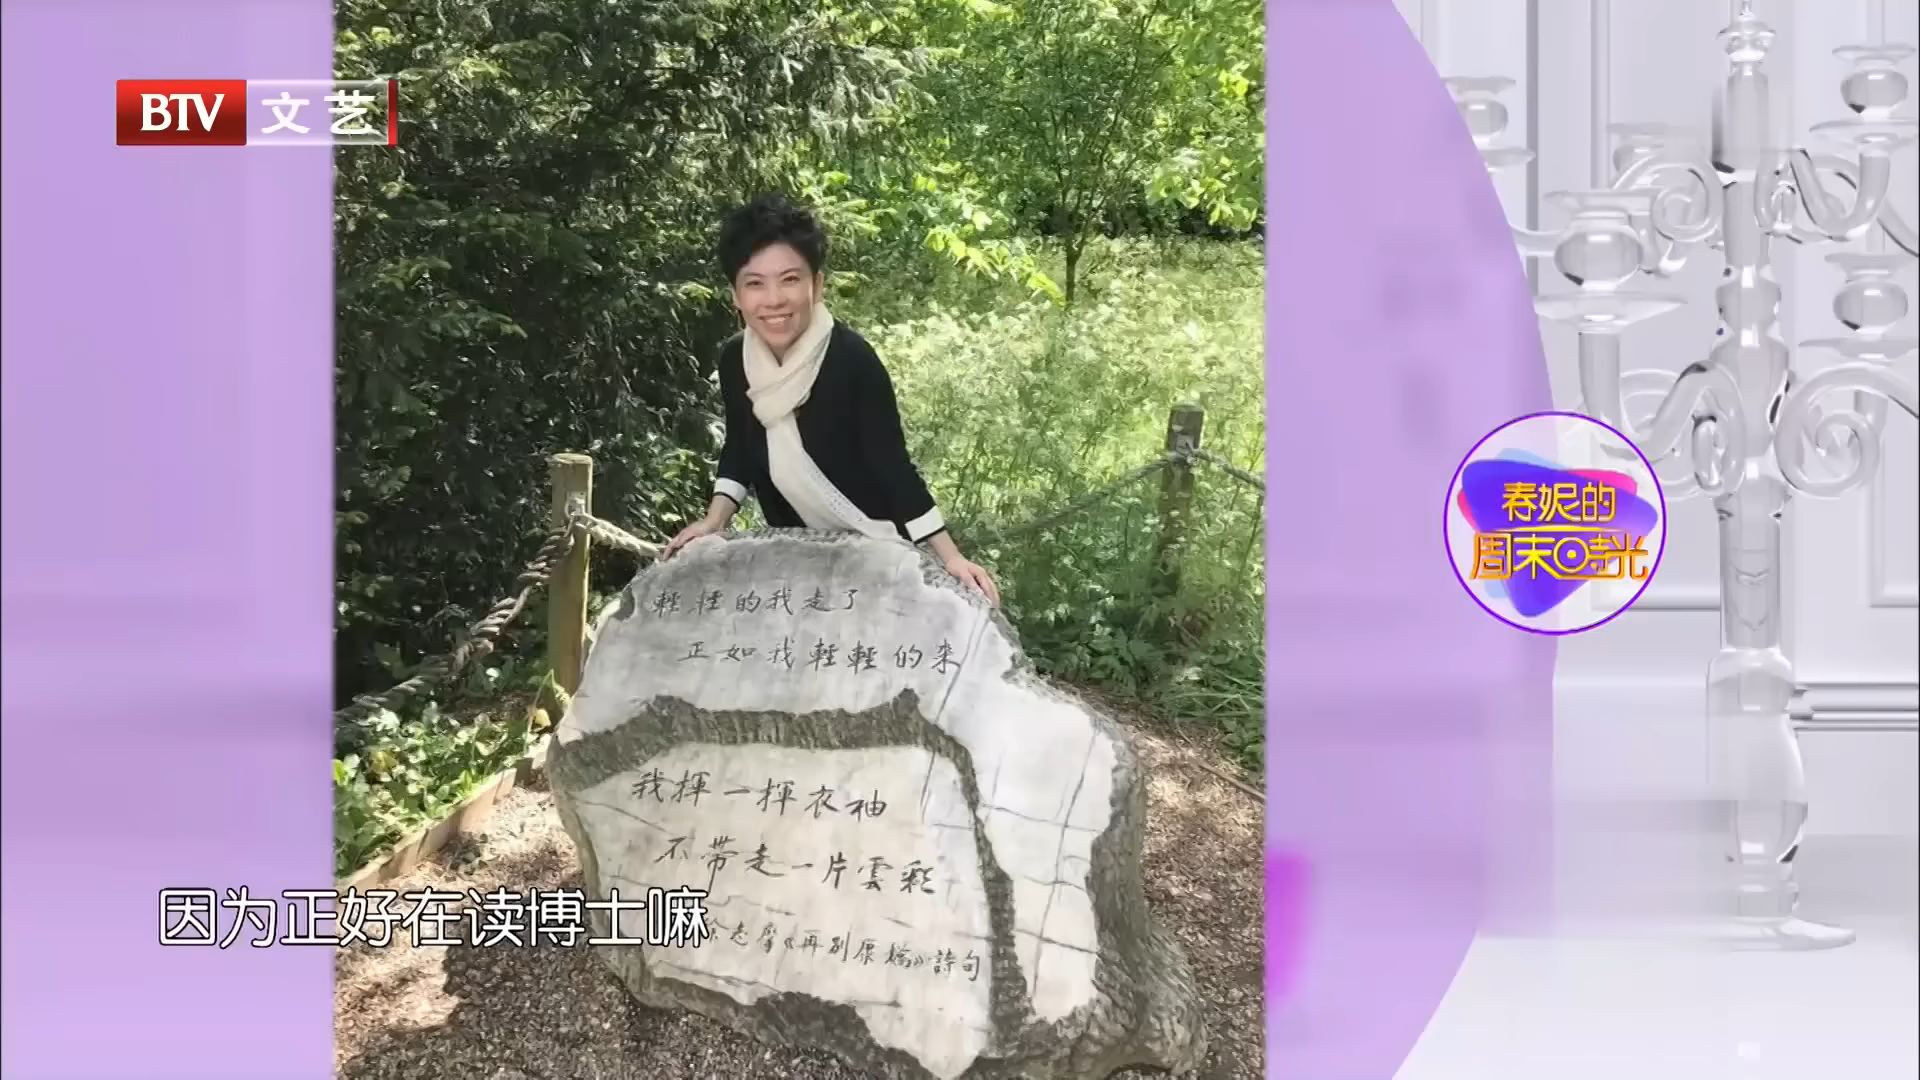 BTV 文艺
春妮的
周末时光
輕輕的我走了
正如我輕輕的来
我揮一揮衣袖
不带走一片雲彩
徐志摩《再别康橋》詩句
因为正好在读博士嘛